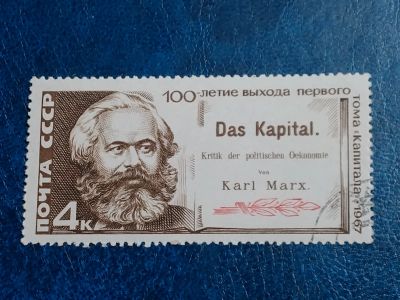 ПОЧТА СССР
4к
100-летие выхода первого
тома «Капитала» • 1967
Das Kapital.
Kritik der politischen Oekonomie
von
Karl Marx.